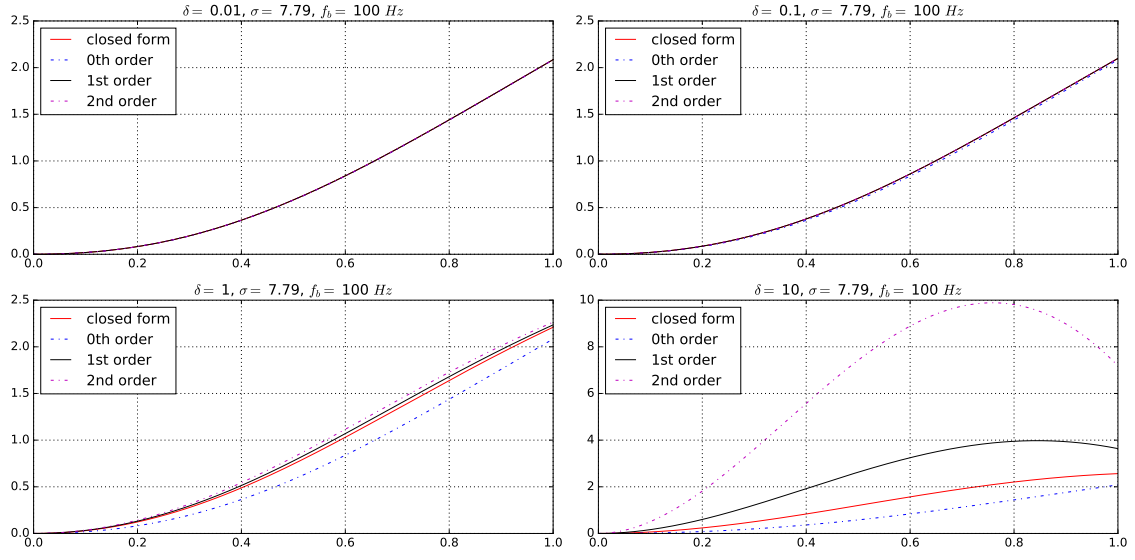 δ = 0.01, σ = 7.79, f_b = 100 Hz
closed form
0th order
1st order
2nd order
2.5
2.0
1.5
1.0
0.5
0.0
0.0 0.2 0.4 0.6 0.8 1.0
δ = 0.1, σ = 7.79, f_b = 100 Hz
closed form
0th order
1st order
2nd order
2.5
2.0
1.5
1.0
0.5
0.0
0.0 0.2 0.4 0.6 0.8 1.0
δ = 1, σ = 7.79, f_b = 100 Hz
closed form
0th order
1st order
2nd order
2.5
2.0
1.5
1.0
0.5
0.0
0.0 0.2 0.4 0.6 0.8 1.0
δ = 10, σ = 7.79, f_b = 100 Hz
closed form
0th order
1st order
2nd order
10
8
6
4
2
0
0.0 0.2 0.4 0.6 0.8 1.0